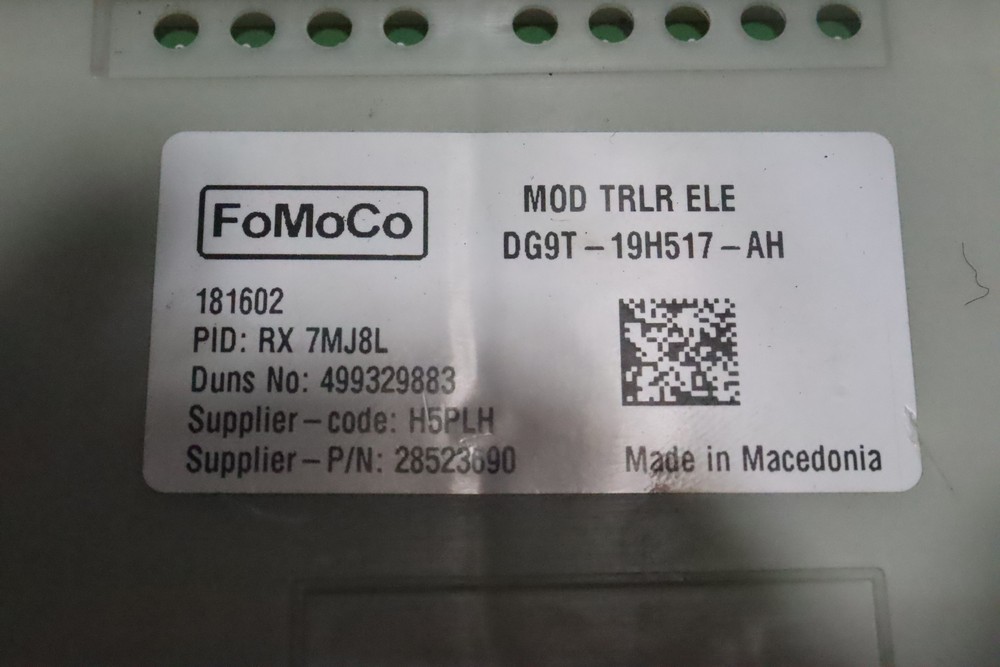 FoMoCo
MOD TRLR ELE
DG9T-19H517-AH
181602
PID: RX 7MJ8L
Duns No: 499329883
Supplier-code: H5PLH
Supplier-P/N: 28523690
Made in Macedonia